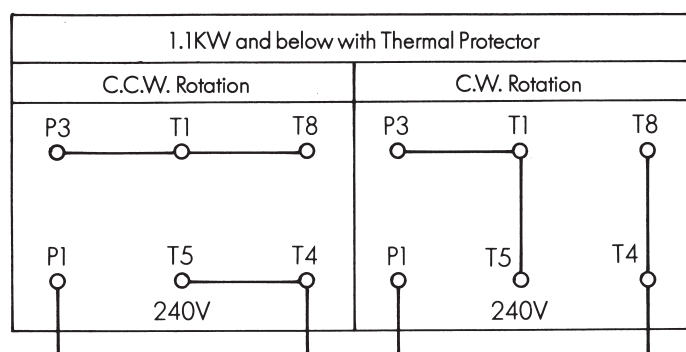 1.1KW and below with Thermal Protector
C.C.W. Rotation
C.W. Rotation
P3 T1 T8
P3 T1 T8
P1 T5 T4
P1 T5 T4
240V
240V